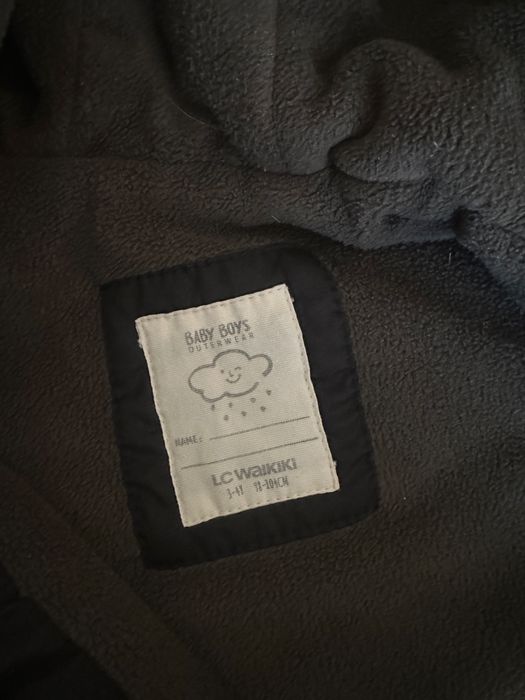 BABY BOYS
OUTERWEAR
NAME:
LC WAIKIKI
3-4Y 98-104CM